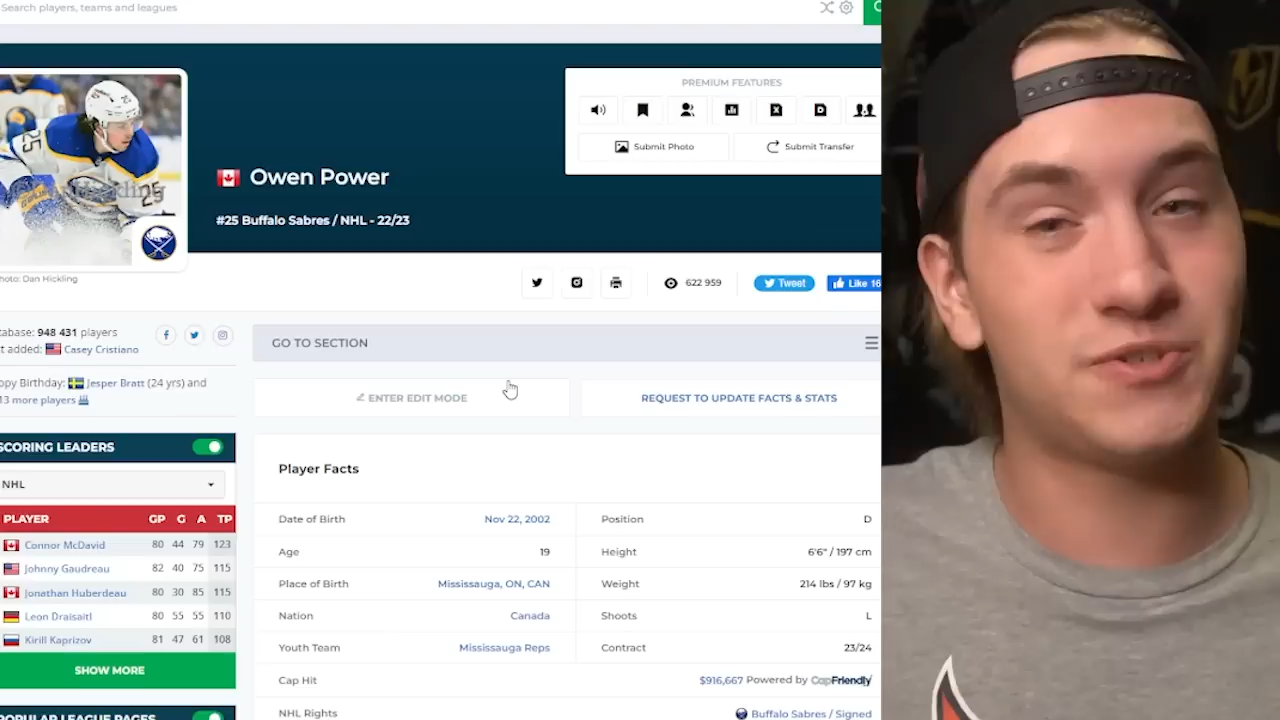 Search players, teams and leagues
PREMIUM FEATURES
Submit Photo
Submit Transfer
Owen Power
#25 Buffalo Sabres / NHL - 22/23
hoto: Dan Hickling
622 959
Tweet
Like 16
tabase: 948 431 players
t added: Casey Cristiano
GO TO SECTION
ppy Birthday: Jesper Bratt (24 yrs) and
13 more players
ENTER EDIT MODE
REQUEST TO UPDATE FACTS & STATS
SCORING LEADERS
NHL
PLAYER GP G A TP
Connor McDavid 80 44 79 123
Johnny Gaudreau 82 40 75 115
Jonathan Huberdeau 80 30 85 115
Leon Draisaitl 80 55 55 110
Kirill Kaprizov 81 47 61 108
SHOW MORE
POPULAR LEAGUE PAGES
Player Facts
Date of Birth Nov 22, 2002 Position D
Age 19 Height 6'6" / 197 cm
Place of Birth Mississauga, ON, CAN Weight 214 lbs / 97 kg
Nation Canada Shoots L
Youth Team Mississauga Reps Contract 23/24
Cap Hit $916,667 Powered by CapFriendly
NHL Rights Buffalo Sabres / Signed